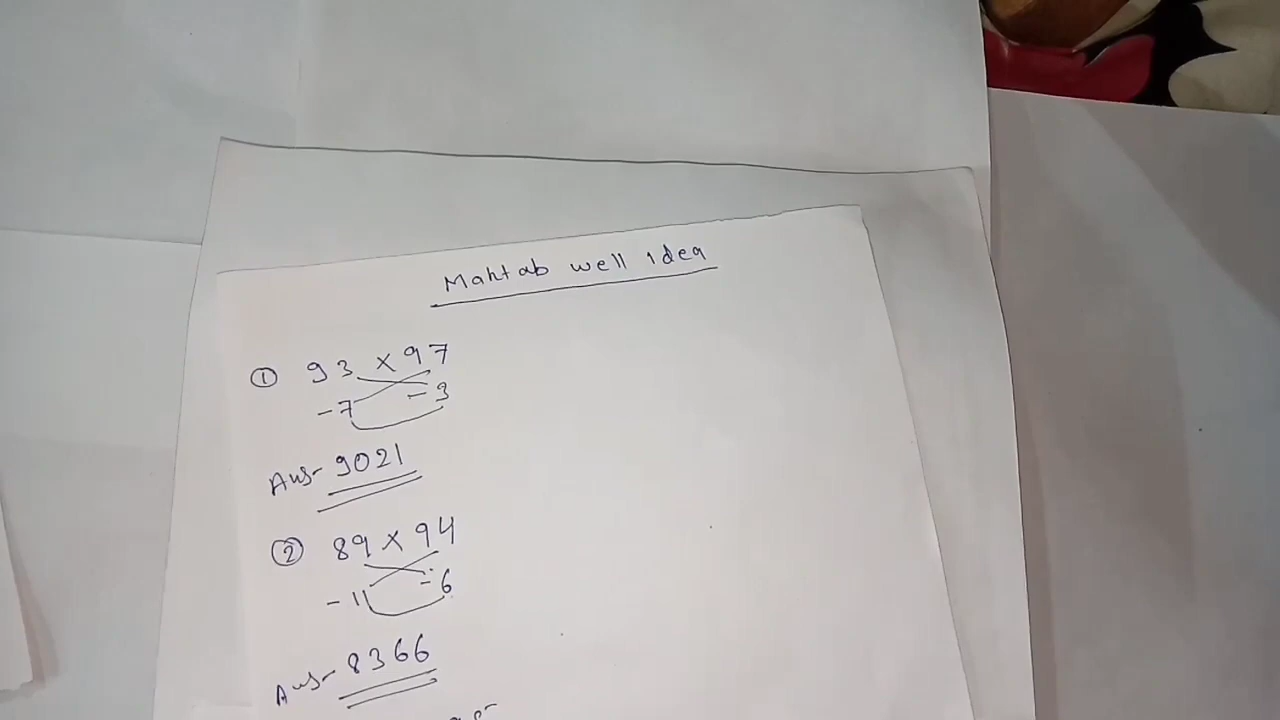 Mahtab well idea
① 93 × 97
-7 -3
Ans- 9021
② 89 × 94
-11 -6
Ans- 8366